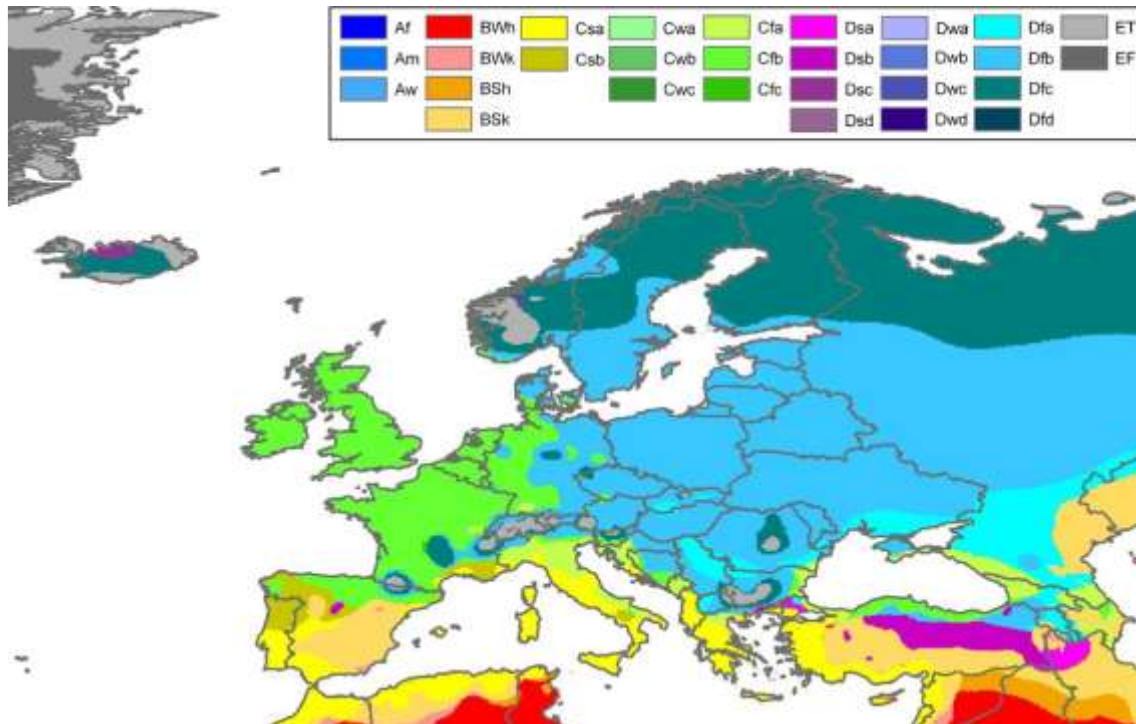 Af BWh Csa Cwa Cfa Dsa Dwa Dfa ET
Am BWk Csb Cwb Cfb Dsb Dwb Dfb EF
Aw BSh Cwc Cfc Dsc Dwc Dfc
BSk Dsd Dwd Dfd